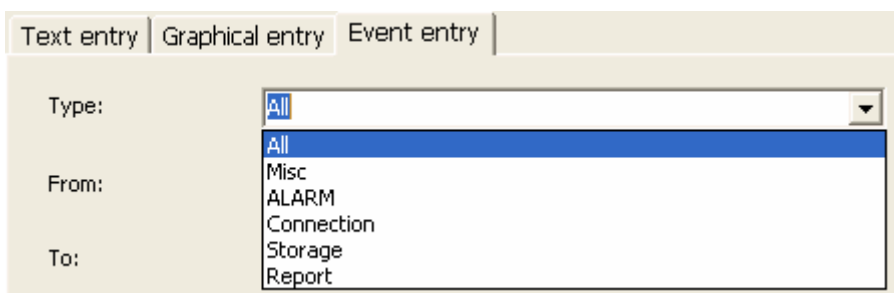 Text entry Graphical entry Event entry
Type: All
All
Misc
From:
ALARM
Connection
Storage
To:
Report